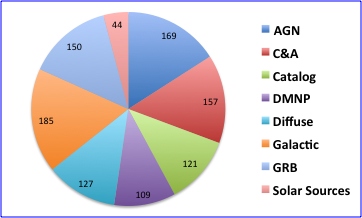 44
169
150
157
185
121
127
109
AGN
C&A
Catalog
DMNP
Diffuse
Galactic
GRB
Solar Sources